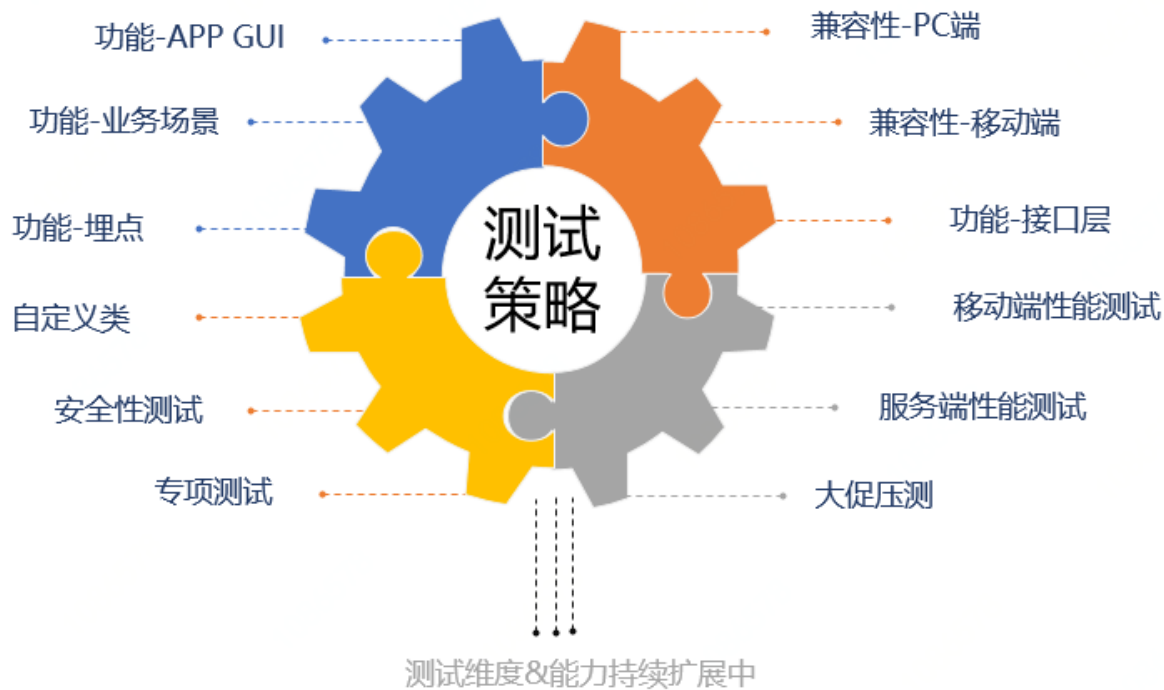 功能-APP GUI
兼容性-PC端
功能-业务场景
兼容性-移动端
功能-埋点
功能-接口层
测试
策略
自定义类
移动端性能测试
安全性测试
服务端性能测试
专项测试
大促压测
测试维度&能力持续扩展中